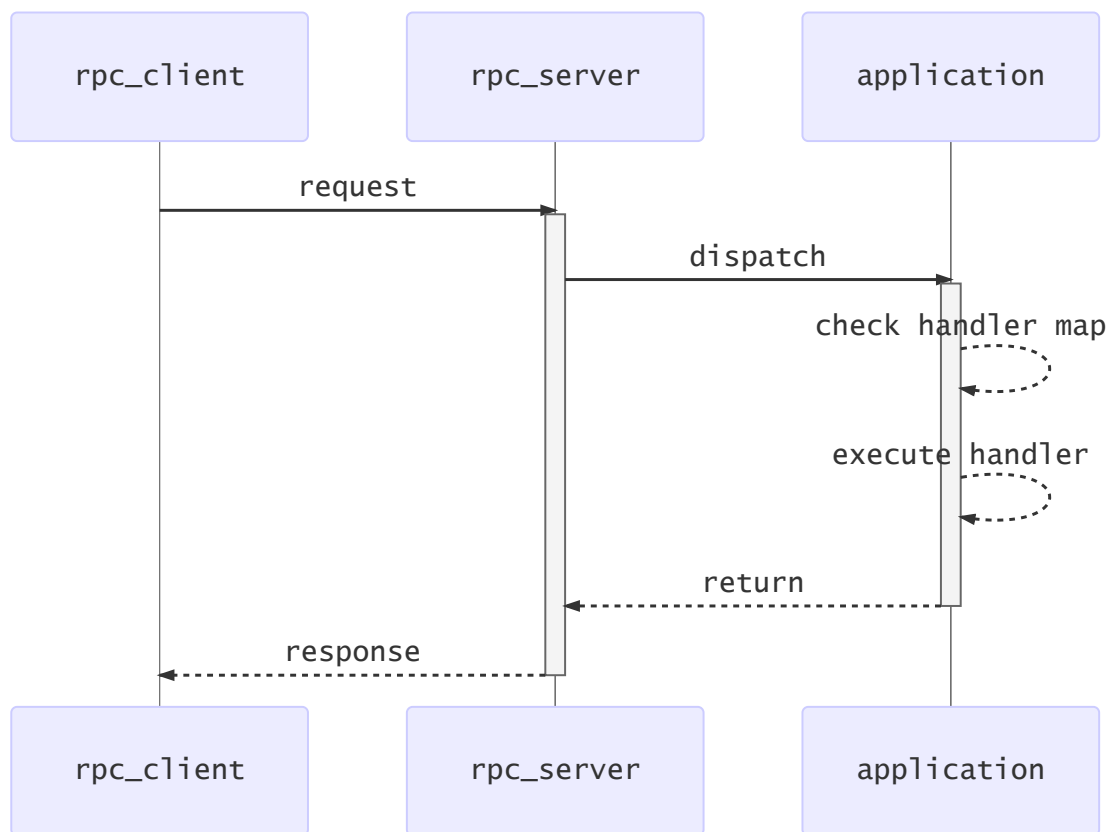 rpc_client
rpc_server
application
request
dispatch
check handler map
execute handler
return
response
rpc_client
rpc_server
application